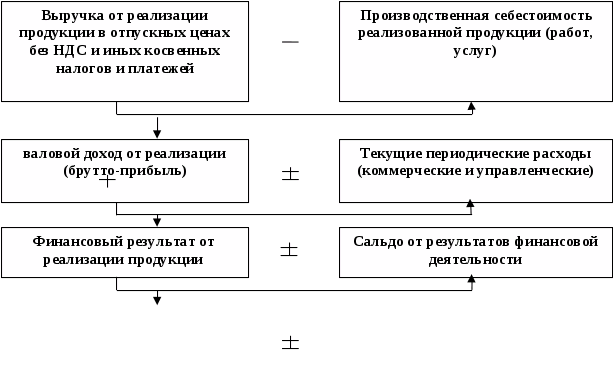 Выручка от реализации
продукции в отпускных ценах
без НДС и иных косвенных
налогов и платежей
—
Производственная себестоимость
реализованной продукции (работ,
услуг)
валовой доход от реализации
(брутто-прибыль)
+
±
Текущие периодические расходы
(коммерческие и управленческие)
Финансовый результат от
реализации продукции
±
Сальдо от результатов финансовой
деятельности
±